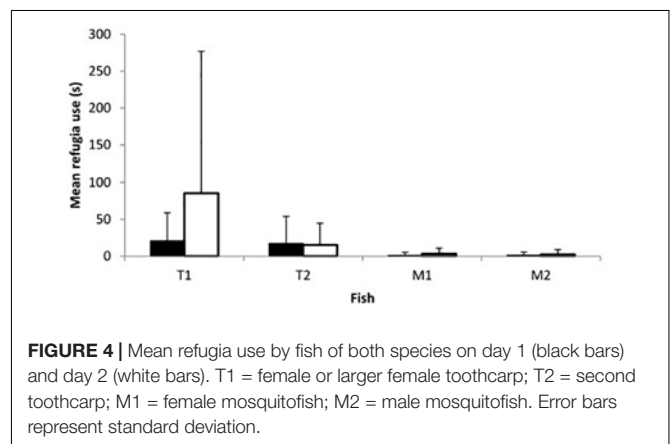 300
250
200
150
100
50
0
Mean refugia use (s)
T1 T2 M1 M2
Fish
FIGURE 4 | Mean refugia use by fish of both species on day 1 (black bars)
and day 2 (white bars). T1 = female or larger female toothcarp; T2 = second
toothcarp; M1 = female mosquitofish; M2 = male mosquitofish. Error bars
represent standard deviation.